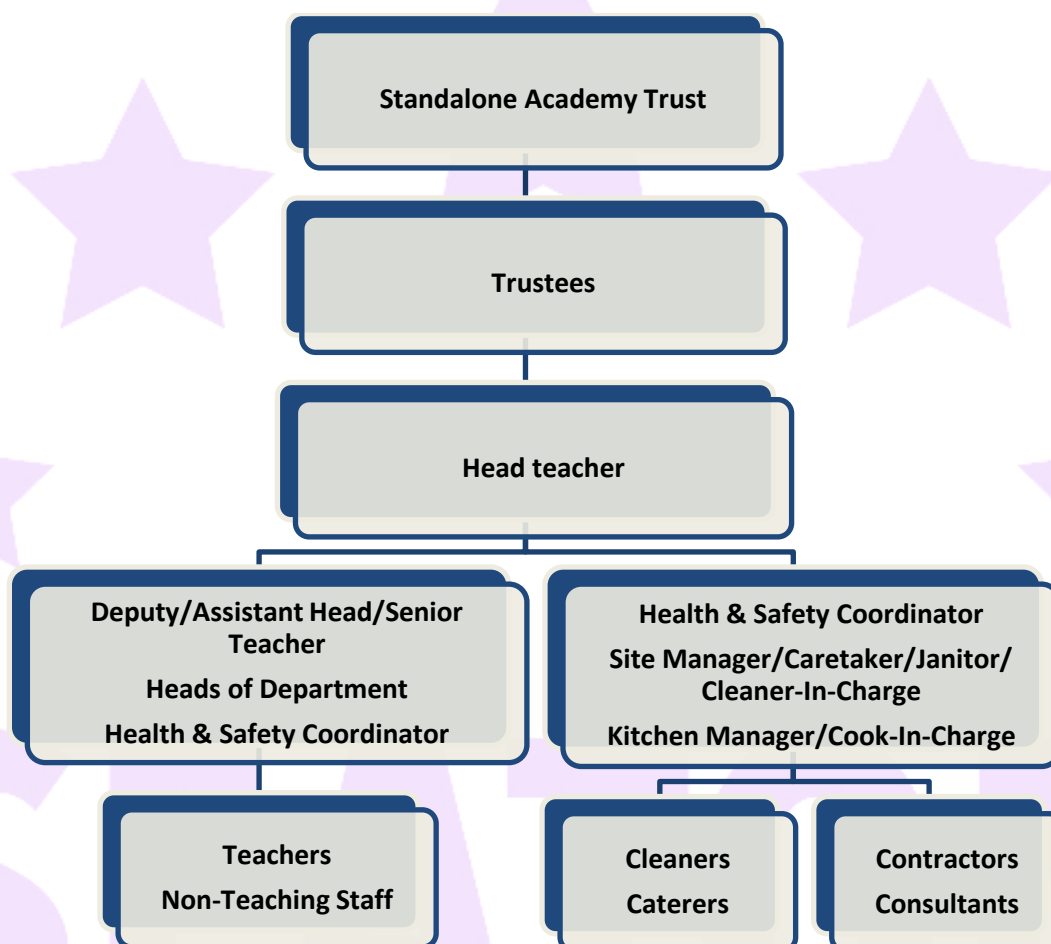 Standalone Academy Trust
Trustees
Head teacher
Deputy/Assistant Head/Senior
Teacher
Heads of Department
Health & Safety Coordinator
Health & Safety Coordinator
Site Manager/Caretaker/Janitor/
Cleaner-In-Charge
Kitchen Manager/Cook-In-Charge
Teachers
Non-Teaching Staff
Cleaners
Caterers
Contractors
Consultants